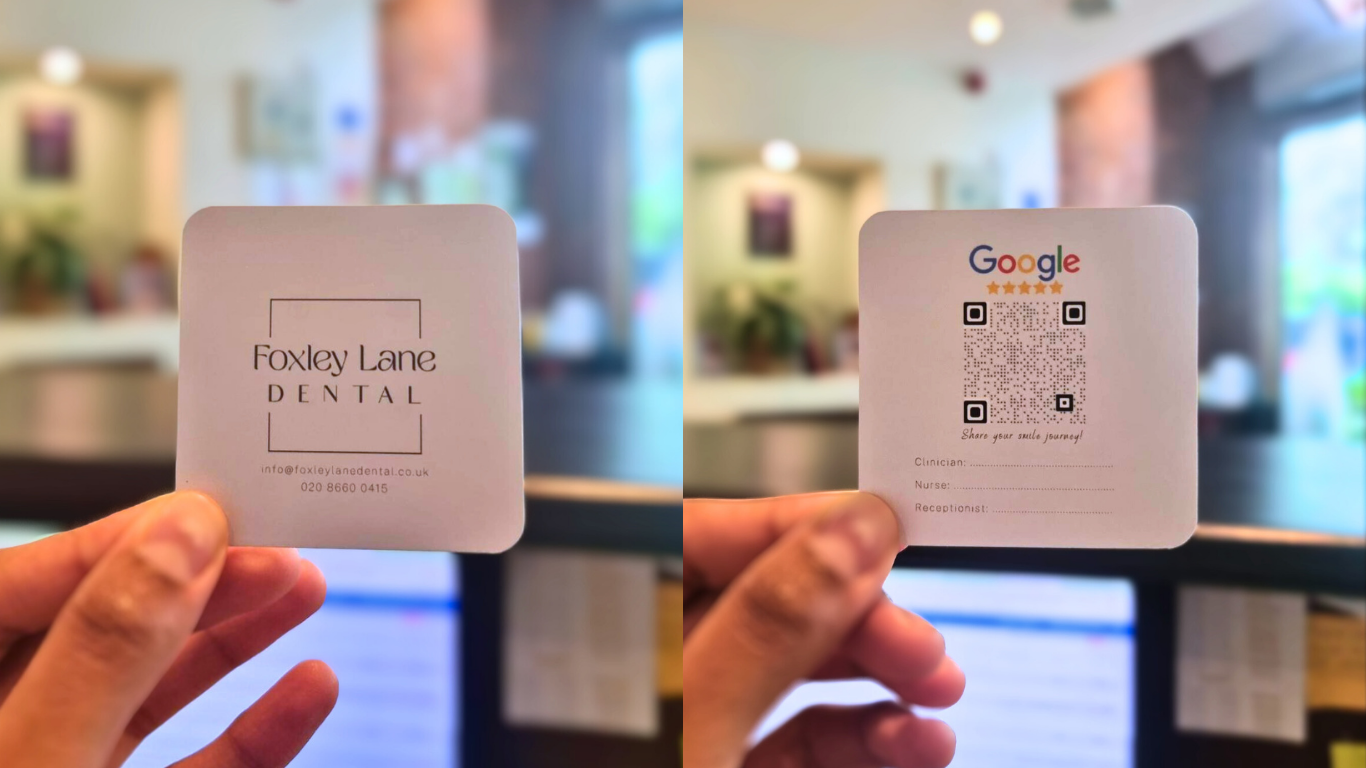 Foxley Lane
DENTAL
info@foxleylanedental.co.uk
020 8660 0415
Google
Share your smile journey!
Clinician:
Nurse:
Receptionist: